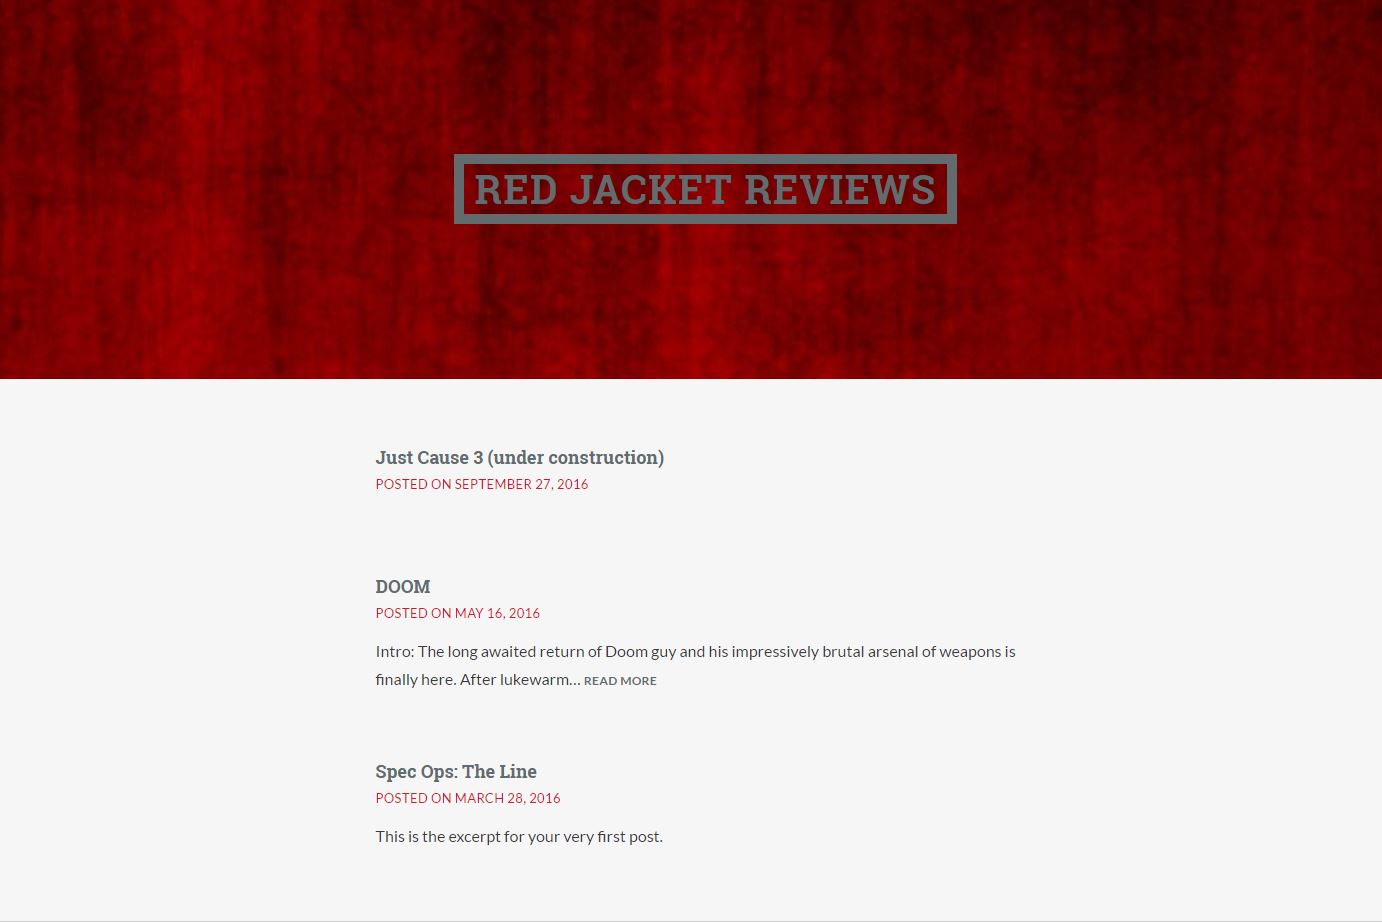 RED JACKET REVIEWS
Just Cause 3 (under construction)
POSTED ON SEPTEMBER 27, 2016
DOOM
POSTED ON MAY 16, 2016
Intro: The long awaited return of Doom guy and his impressively brutal arsenal of weapons is
finally here. After lukewarm… READ MORE
Spec Ops: The Line
POSTED ON MARCH 28, 2016
This is the excerpt for your very first post.